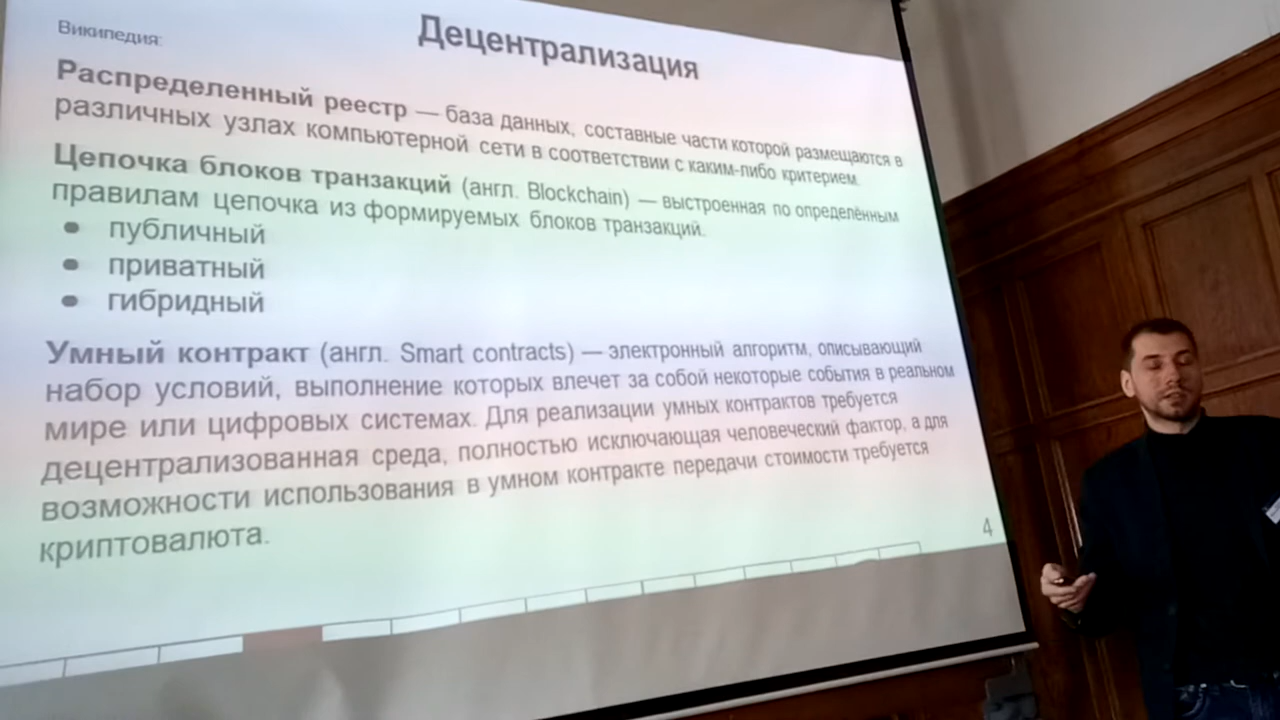 Википедия:
Децентрализация
Распределенный реестр — база данных, составные части которой размещаются в
различных узлах компьютерной сети в соответствии с каким-либо критерием.
Цепочка блоков транзакций (англ. Blockchain) — выстроенная по определённым
правилам цепочка из формируемых блоков транзакций.
● публичный
● приватный
● гибридный
Умный контракт (англ. Smart contracts) — электронный алгоритм, описывающий
набор условий, выполнение которых влечет за собой некоторые события в реальном
мире или цифровых системах. Для реализации умных контрактов требуется
децентрализованная среда, полностью исключающая человеческий фактор, а для
возможности использования в умном контракте передачи стоимости требуется
криптовалюта.
4